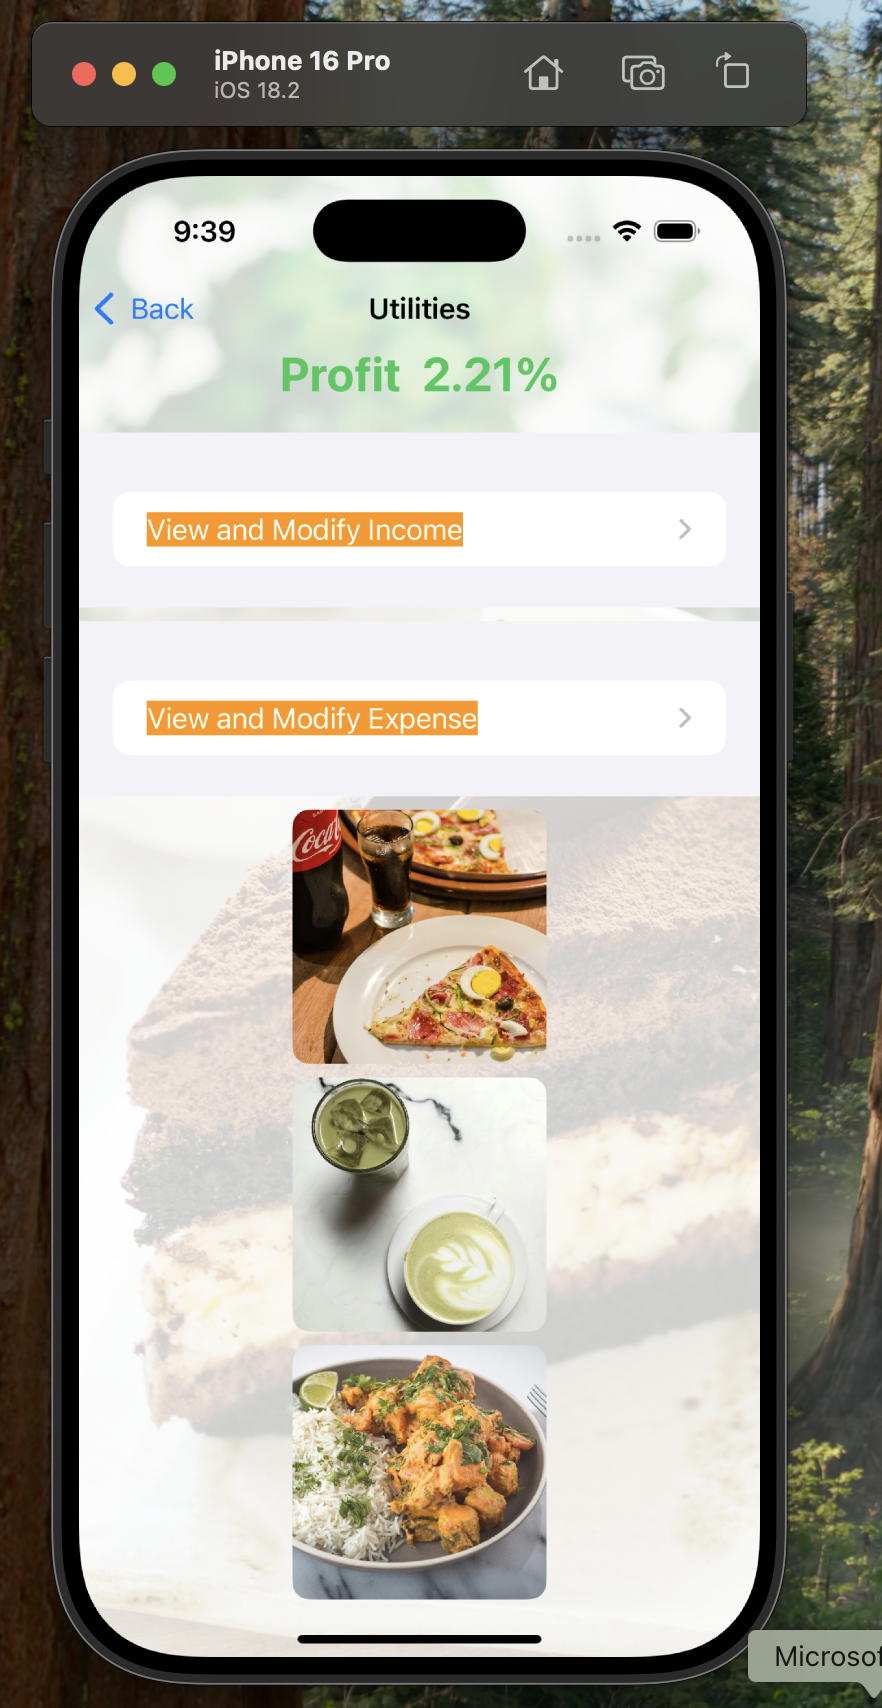 iPhone 16 Pro
iOS 18.2
9:39
Back
Utilities
Profit 2.21%
View and Modify Income
View and Modify Expense
Coca